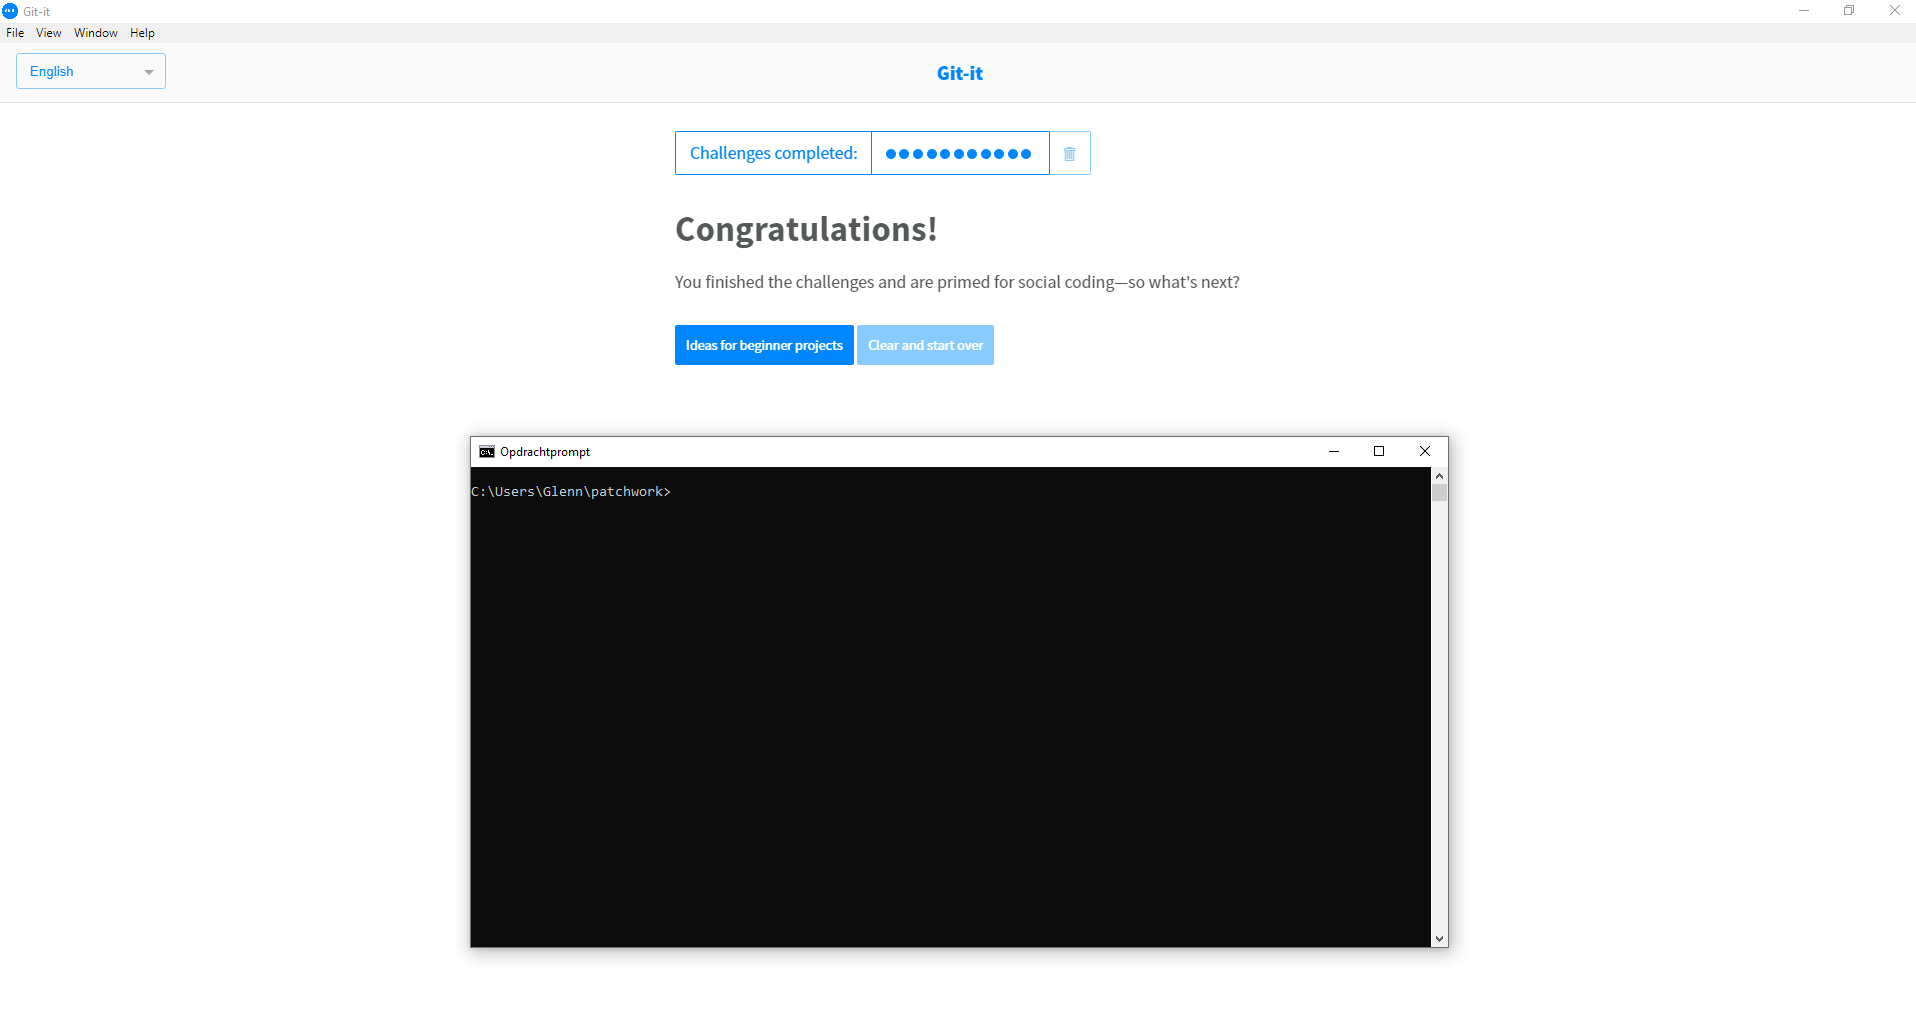 Git-it
File View Window Help
English
Git-it
Challenges completed:
Congratulations!
You finished the challenges and are primed for social coding—so what's next?
Ideas for beginner projects
Clear and start over
C:\. Opdrachtprompt
C:\Users\Glenn\patchwork>